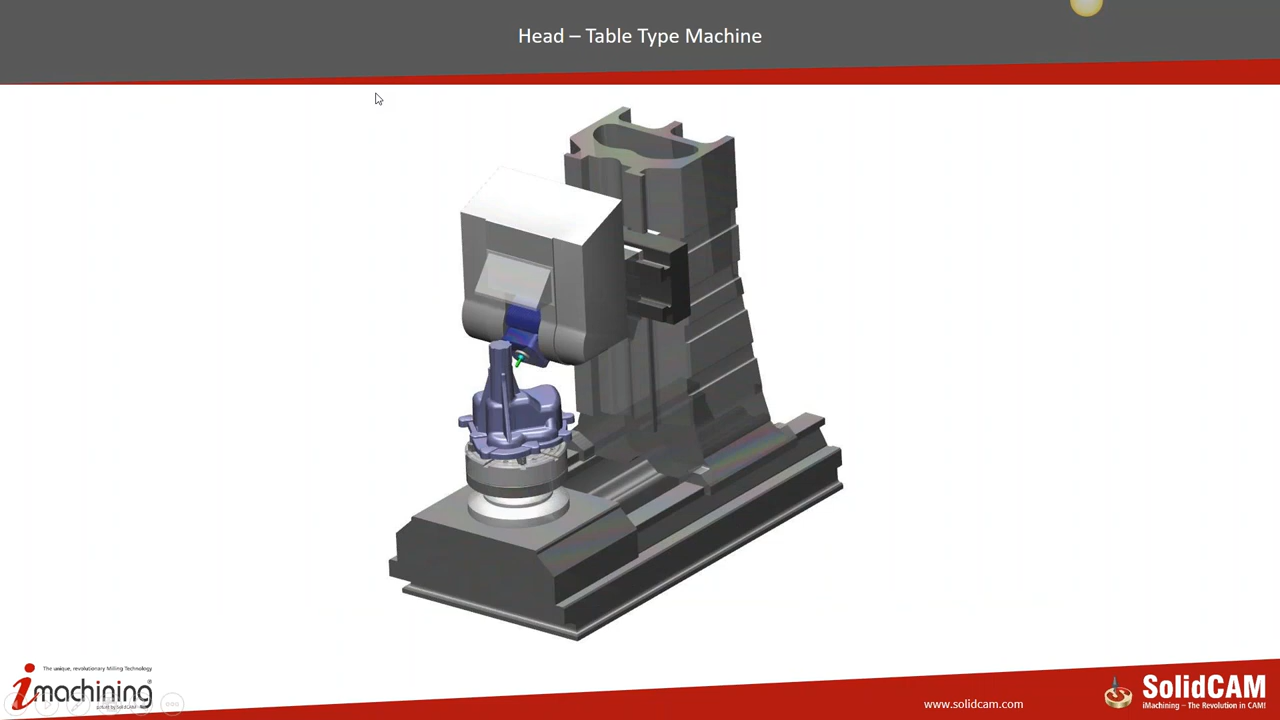 Head – Table Type Machine
The unique, revolutionary Milling Technology
imachining
www.solidcam.com
SolidCAM
iMachining – The Revolution in CAM!